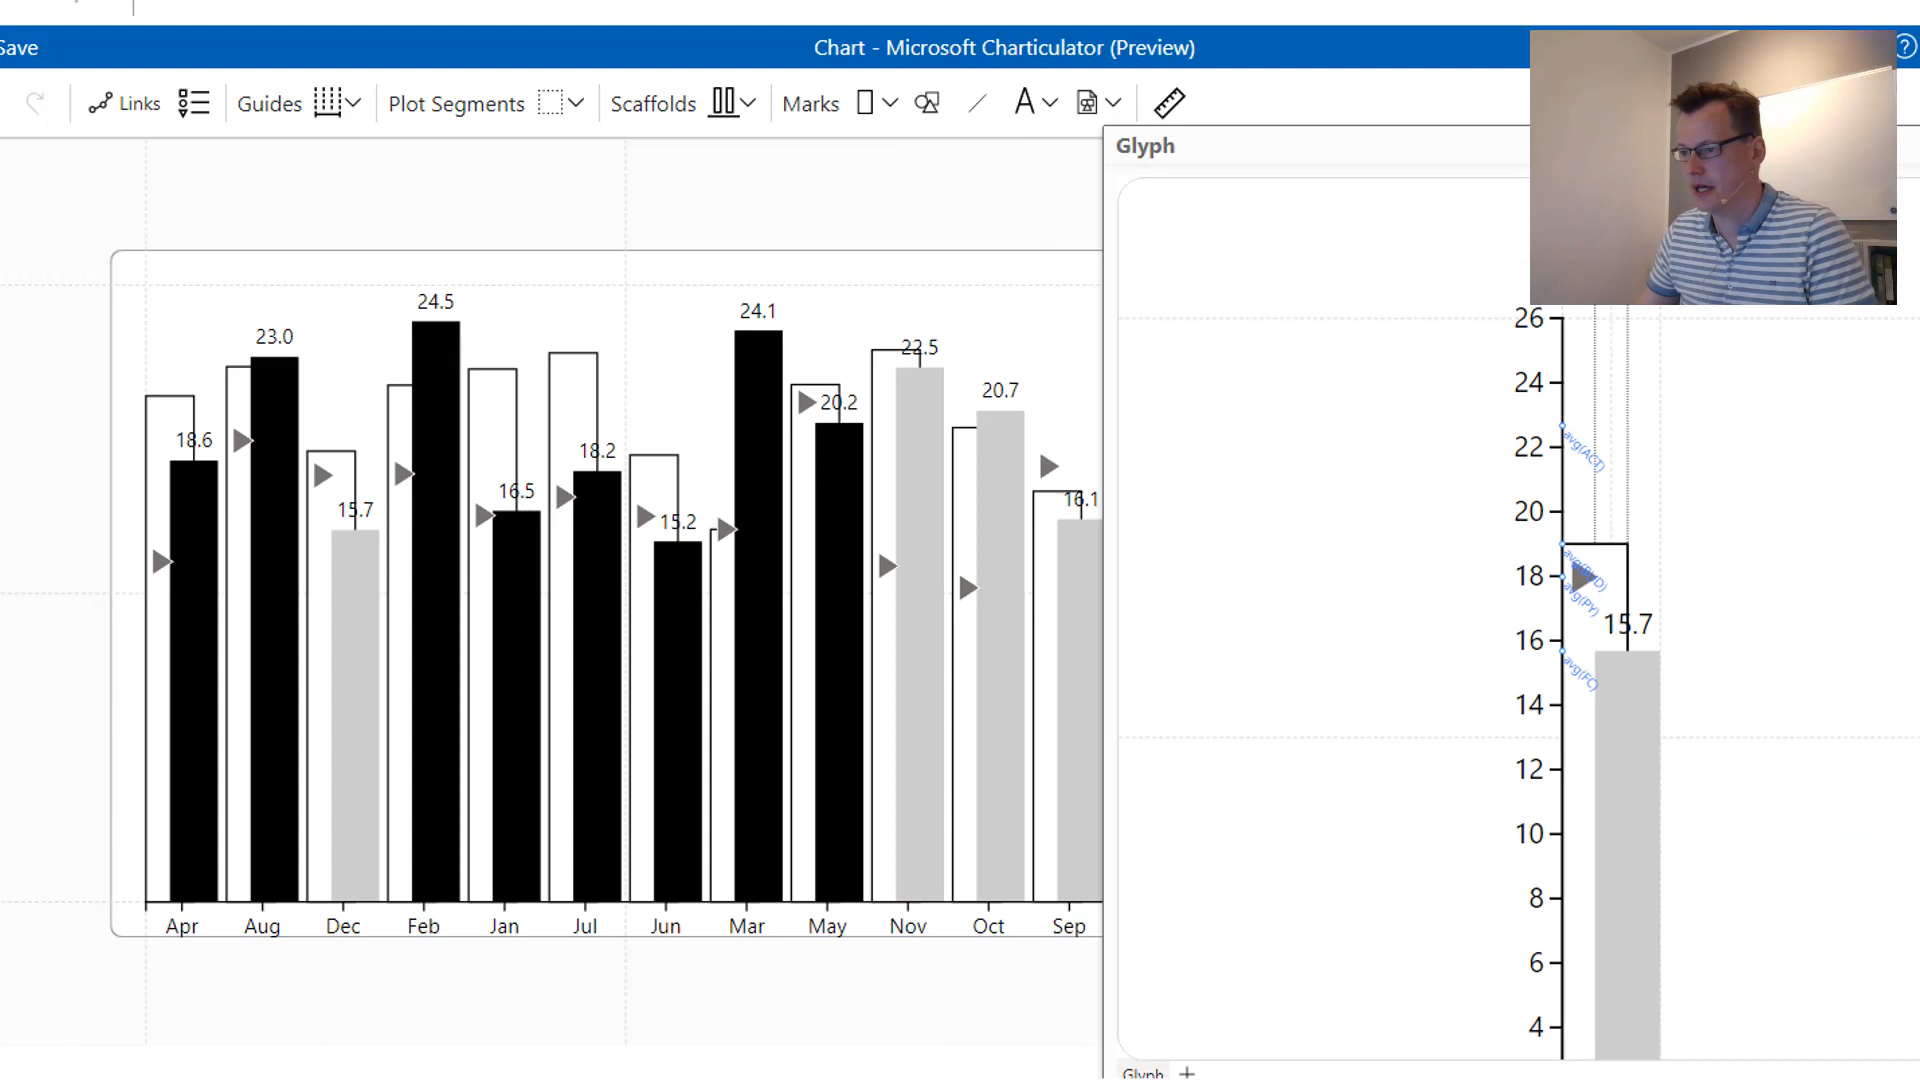 Save
Chart - Microsoft Charticulator (Preview)
?
Links
Guides
Plot Segments
Scaffolds
Marks
A
Glyph
24.5
24.1
23.0
22.5
20.7
20.2
18.6
18.2
16.5
16.1
15.7
15.2
Apr Aug Dec Feb Jan Jul Jun Mar May Nov Oct Sep
26
24
avg(ACT)
22
20
avg(BUD)
18
avg(PY)
15.7
16
avg(FC)
14
12
10
8
6
4
Glyph +